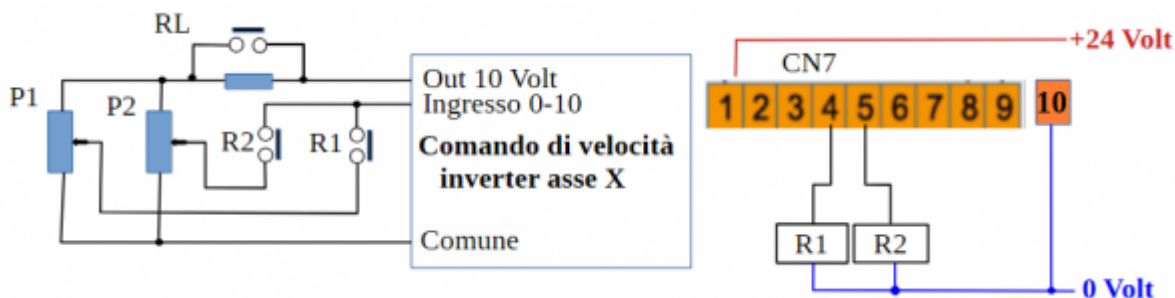 RL
P1
P2
R2
R1
Out 10 Volt
Ingresso 0-10
Comando di velocità
inverter asse X
Comune
+24 Volt
CN7
1 2 3 4 5 6 7 8 9 10
R1
R2
0 Volt